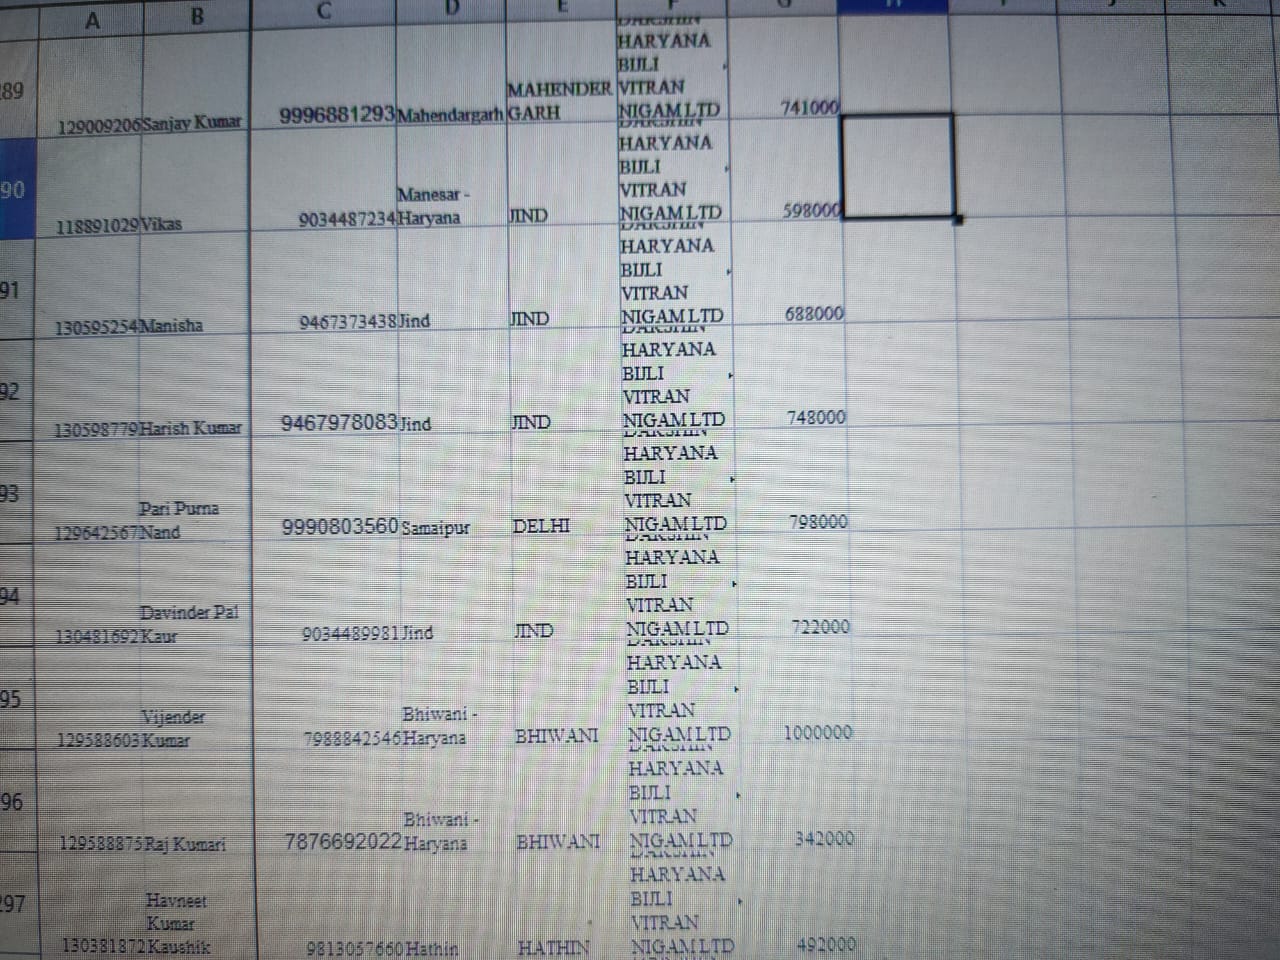 A B C D E F G H
89 129009206 Sanjay Kumar 9996881293 Mahendargarh MAHENDER GARH DAKSHIN HARYANA BIJLI VITRAN NIGAM LTD 741000
90 118891029 Vikas 9034487234 Manesar - Haryana JIND DAKSHIN HARYANA BIJLI VITRAN NIGAM LTD 598000
91 130595254 Manisha 9467373438 Jind JIND DAKSHIN HARYANA BIJLI VITRAN NIGAM LTD 688000
92 130598779 Harish Kumar 9467978083 Jind JIND DAKSHIN HARYANA BIJLI VITRAN NIGAM LTD 748000
93 129642567 Pari Purna Nand 9990803560 Samaipur DELHI DAKSHIN HARYANA BIJLI VITRAN NIGAM LTD 798000
94 130481692 Davinder Pal Kaur 9034489981 Jind JIND DAKSHIN HARYANA BIJLI VITRAN NIGAM LTD 722000
95 129588603 Vijender Kumar 7988842546 Bhiwani - Haryana BHIWANI DAKSHIN HARYANA BIJLI VITRAN NIGAM LTD 1000000
96 129588875 Raj Kumari 7876692022 Bhiwani - Haryana BHIWANI DAKSHIN HARYANA BIJLI VITRAN NIGAM LTD 342000
297 130381872 Havneet Kumar Kaushik 9813057660 Hathin HATHIN DAKSHIN HARYANA BIJLI VITRAN NIGAM LTD 492000